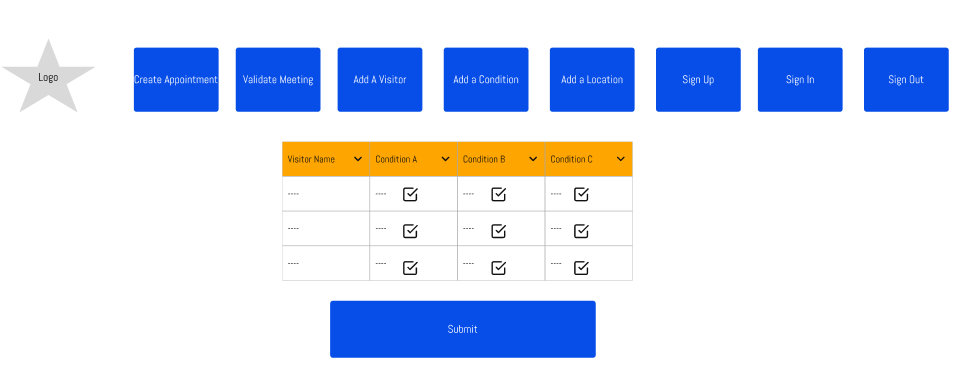 Logo
Create Appointment Validate Meeting Add A Visitor Add a Condition Add a Location Sign Up Sign In Sign Out
Visitor Name Condition A Condition B Condition C
---- ---- ---- ----
---- ---- ---- ----
---- ---- ---- ----
Submit